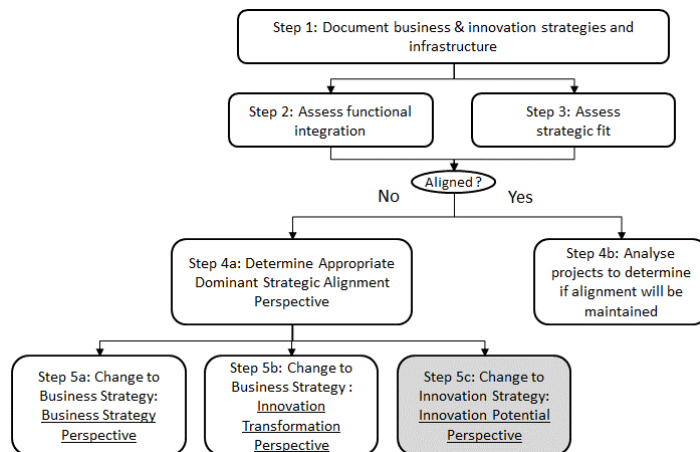 Step 1: Document business & innovation strategies and
infrastructure
Step 2: Assess functional
integration
Step 3: Assess
strategic fit
Aligned ?
No
Yes
Step 4a: Determine Appropriate
Dominant Strategic Alignment
Perspective
Step 4b: Analyse
projects to determine
if alignment will be
maintained
Step 5a: Change to
Business Strategy:
Business Strategy
Perspective
Step 5b: Change to
Business Strategy :
Innovation
Transformation
Perspective
Step 5c: Change to
Innovation Strategy:
Innovation Potential
Perspective